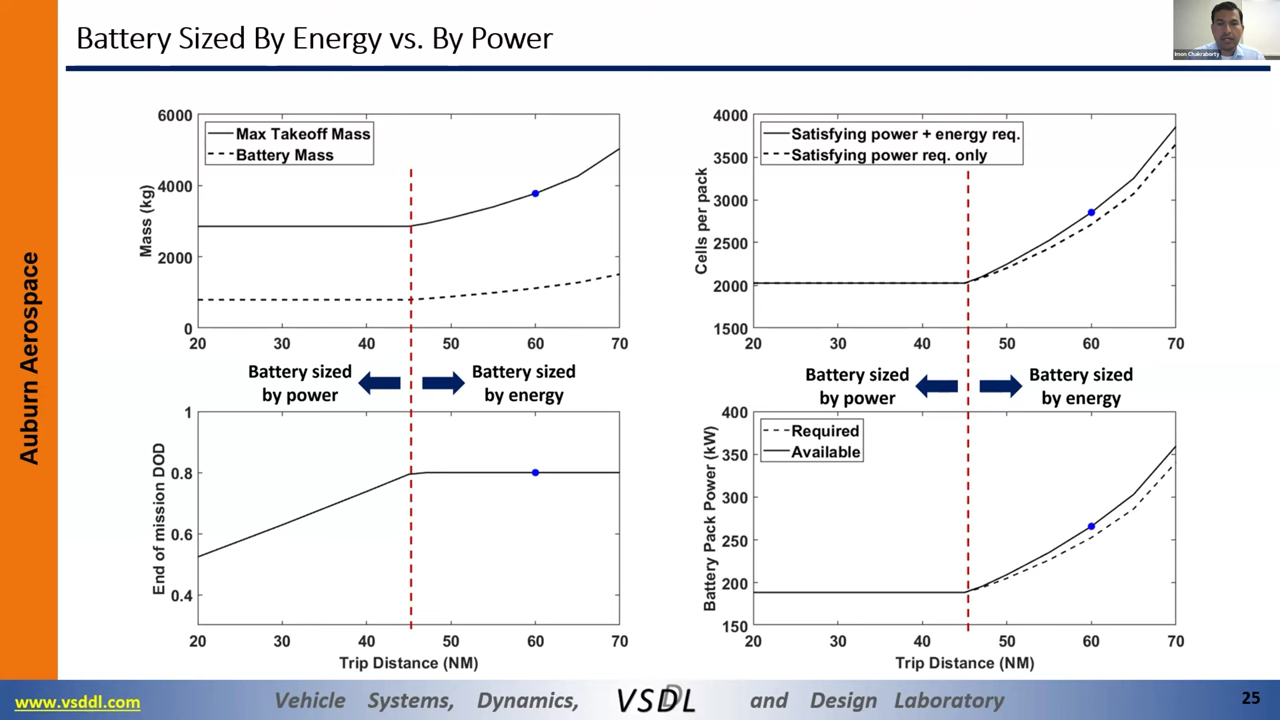 Battery Sized By Energy vs. By Power
Imon Chakraborty
Auburn Aerospace
6000
4000
2000
0
Mass (kg)
Max Takeoff Mass
Battery Mass
20 30 40 50 60 70
4000
3500
3000
2500
2000
1500
Cells per pack
Satisfying power + energy req.
Satisfying power req. only
20 30 40 50 60 70
Battery sized
by power
Battery sized
by energy
Battery sized
by power
Battery sized
by energy
1
0.8
0.6
0.4
End of mission DOD
20 30 40 50 60 70
Trip Distance (NM)
400
350
300
250
200
150
Battery Pack Power (kW)
Required
Available
20 30 40 50 60 70
Trip Distance (NM)
www.vsddl.com
Vehicle Systems, Dynamics, VSDDL and Design Laboratory
25